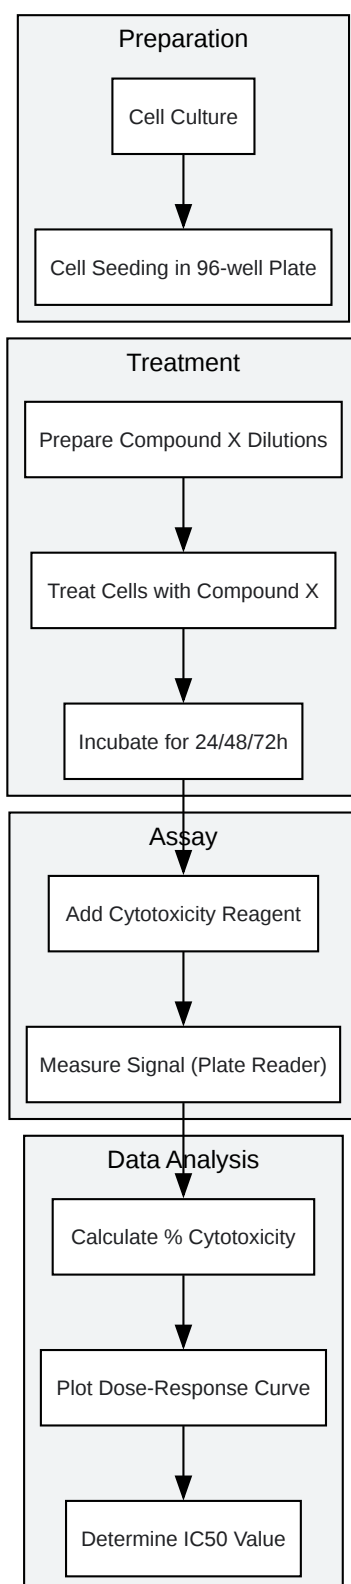 Preparation
Cell Culture
Cell Seeding in 96-well Plate
Treatment
Prepare Compound X Dilutions
Treat Cells with Compound X
Incubate for 24/48/72h
Assay
Add Cytotoxicity Reagent
Measure Signal (Plate Reader)
Data Analysis
Calculate % Cytotoxicity
Plot Dose-Response Curve
Determine IC50 Value